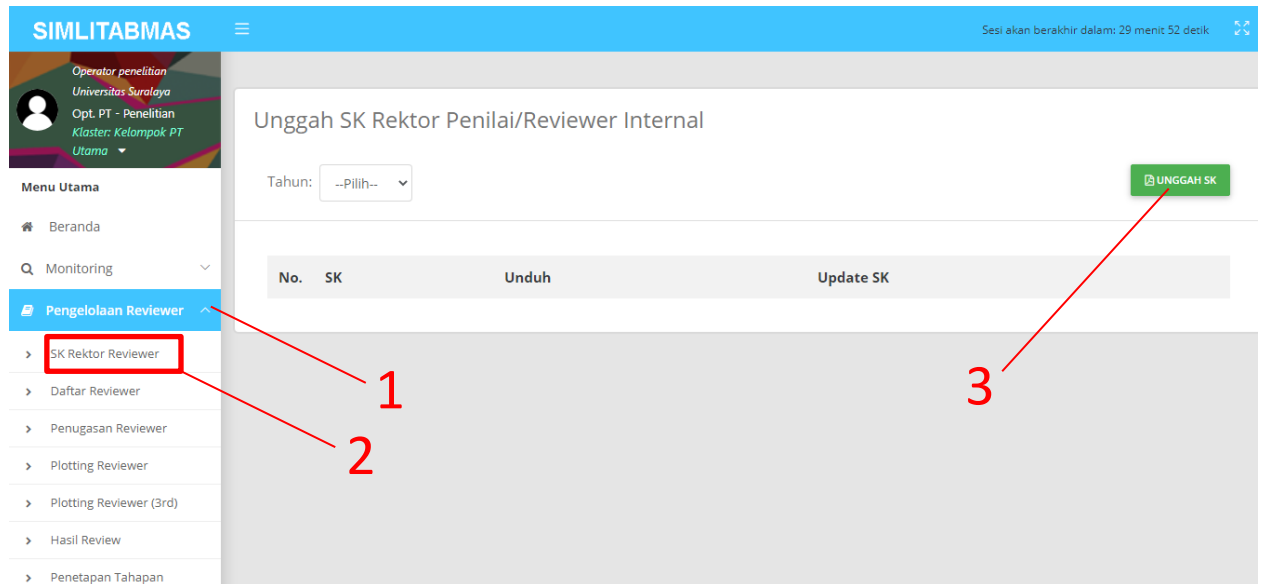 SIMLITABMAS
Sesi akan berakhir dalam: 29 menit 52 detik
Operator penelitian
Universitas Suralaya
Opt. PT - Penelitian
Klaster: Kelompok PT
Utama
Menu Utama
Beranda
Monitoring
Pengelolaan Reviewer
SK Rektor Reviewer
Daftar Reviewer
Penugasan Reviewer
Plotting Reviewer
Plotting Reviewer (3rd)
Hasil Review
Penetapan Tahapan
Unggah SK Rektor Penilai/Reviewer Internal
Tahun: --Pilih--
UNGGAH SK
No. SK Unduh Update SK
1
2
3